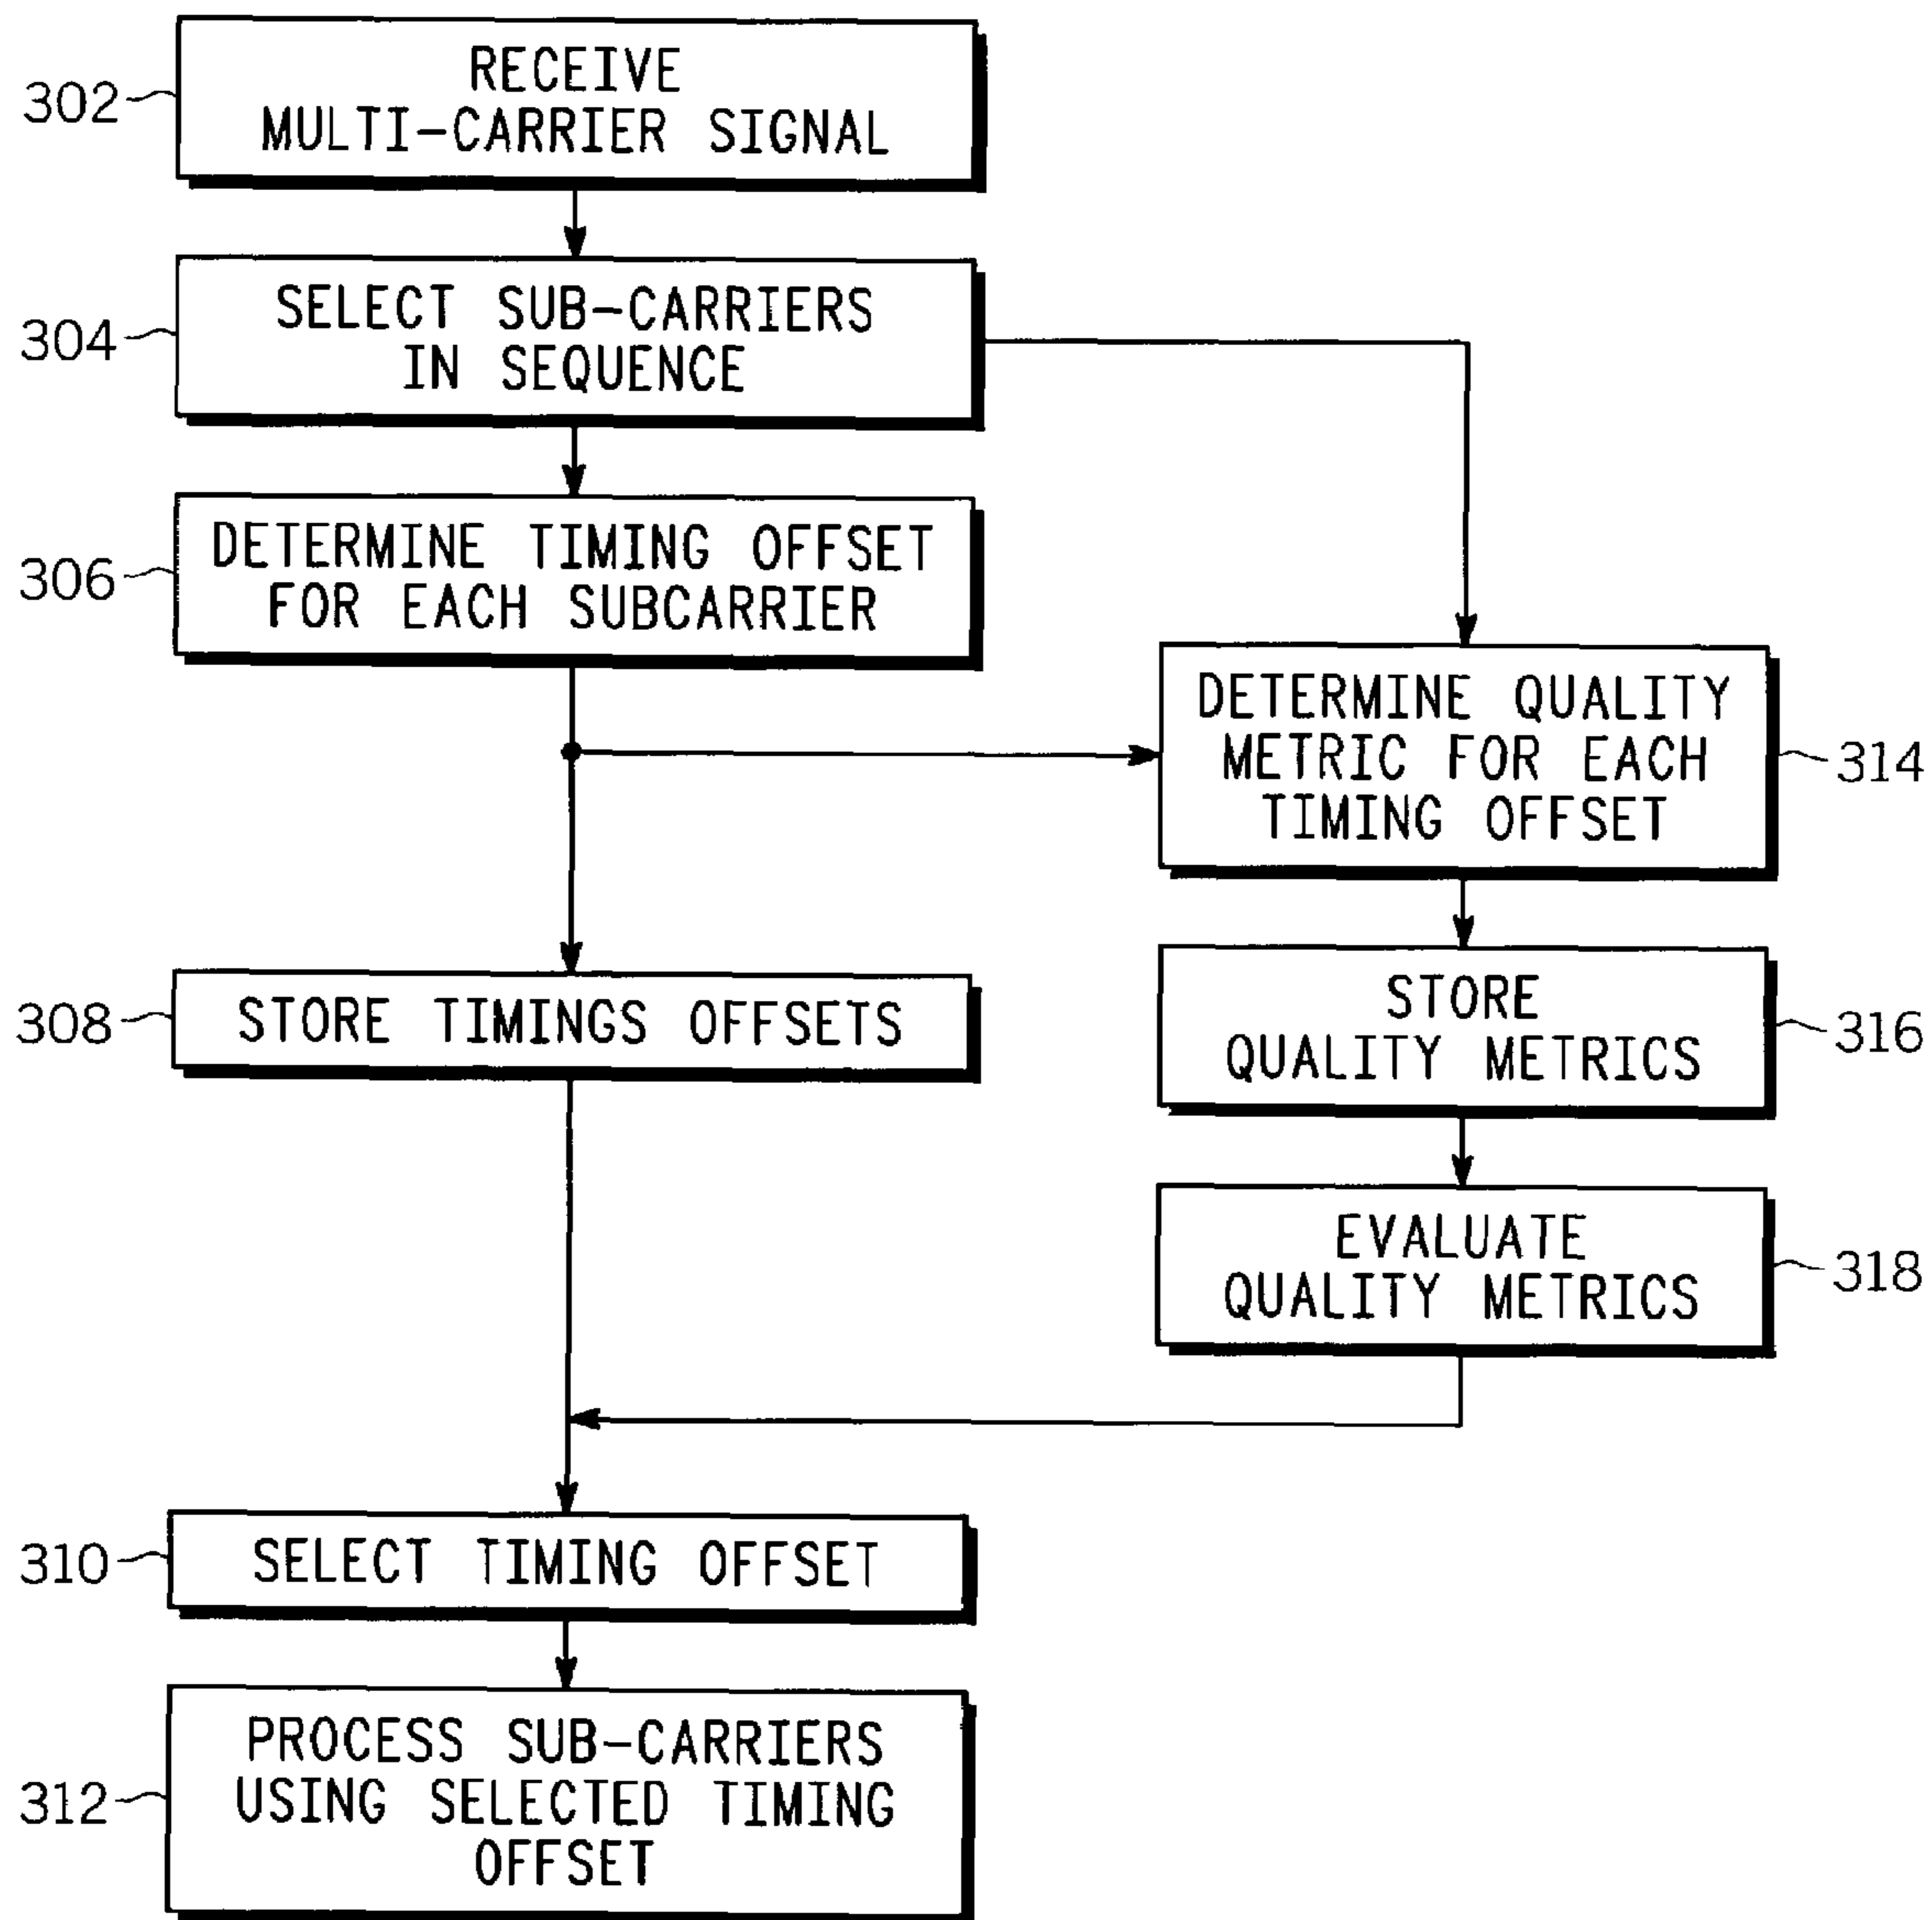 302
RECEIVE
MULTI-CARRIER SIGNAL
304
SELECT SUB-CARRIERS
IN SEQUENCE
306
DETERMINE TIMING OFFSET
FOR EACH SUBCARRIER
DETERMINE QUALITY
METRIC FOR EACH
TIMING OFFSET
314
308
STORE TIMINGS OFFSETS
STORE
QUALITY METRICS
316
EVALUATE
QUALITY METRICS
318
310
SELECT TIMING OFFSET
312
PROCESS SUB-CARRIERS
USING SELECTED TIMING
OFFSET